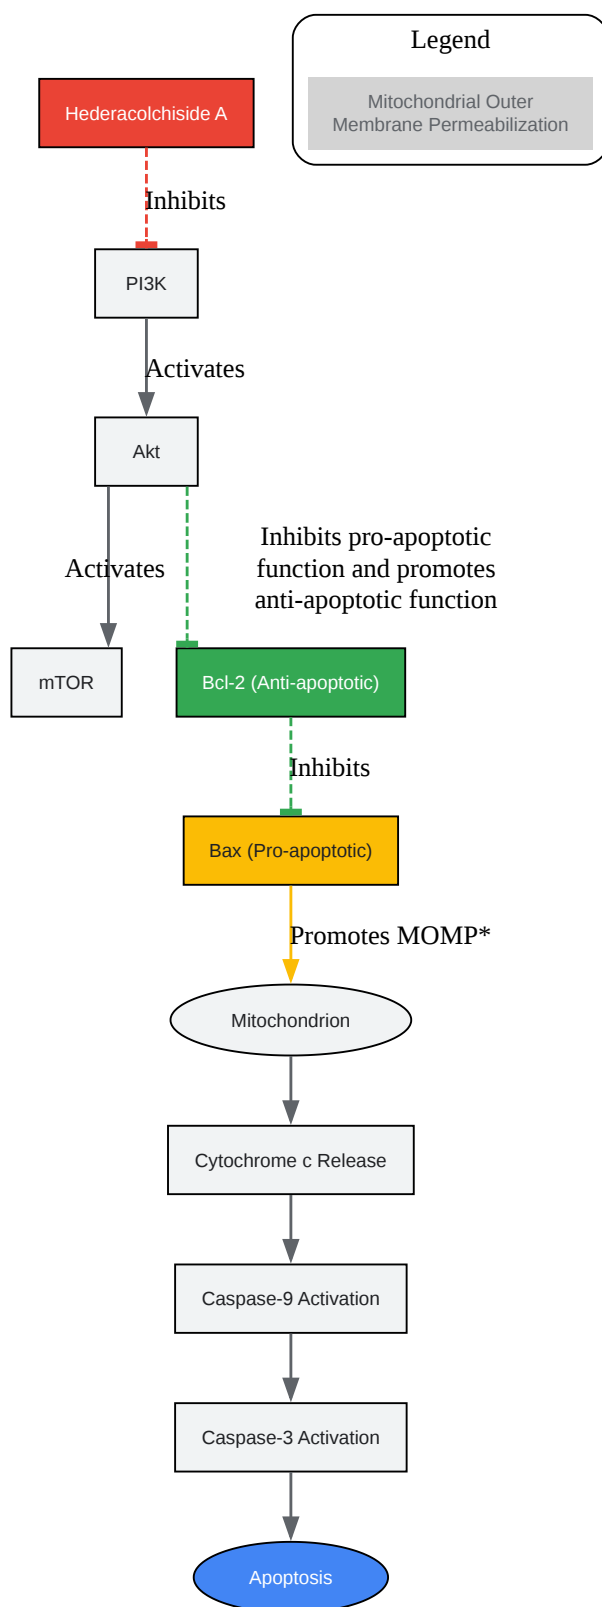 Legend
Mitochondrial Outer
Membrane Permeabilization
Hederacolchiside A
Inhibits
PI3K
Activates
Akt
Activates
Inhibits pro-apoptotic
function and promotes
anti-apoptotic function
mTOR
Bcl-2 (Anti-apoptotic)
Inhibits
Bax (Pro-apoptotic)
Promotes MOMP*
Mitochondrion
Cytochrome c Release
Caspase-9 Activation
Caspase-3 Activation
Apoptosis